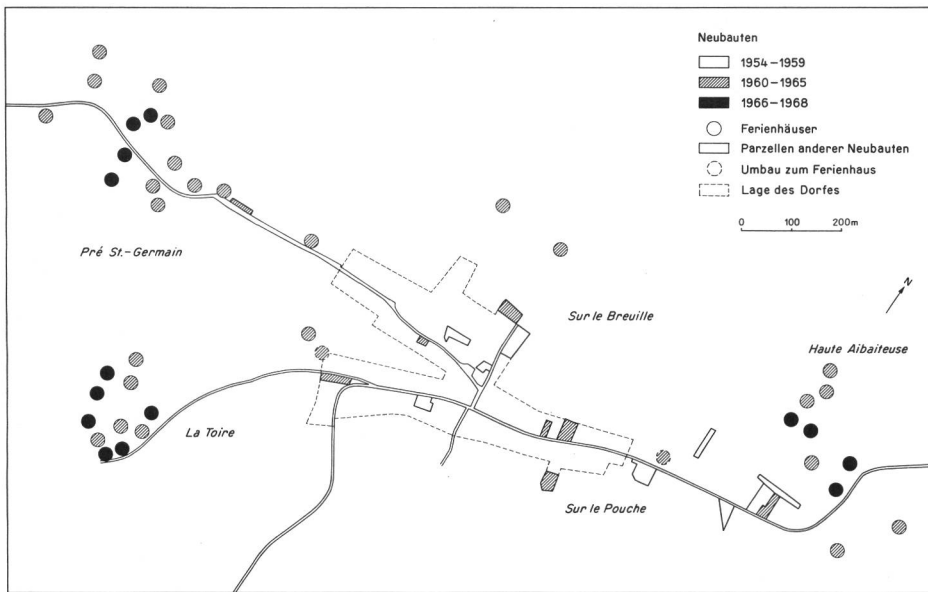 Neubauten
1954–1959
1960–1965
1966–1968
Ferienhäuser
Parzellen anderer Neubauten
Umbau zum Ferienhaus
Lage des Dorfes
0 100 200m
N
Pré St.-Germain
Sur le Breuille
Haute Aibaiteuse
La Toire
Sur le Pouche